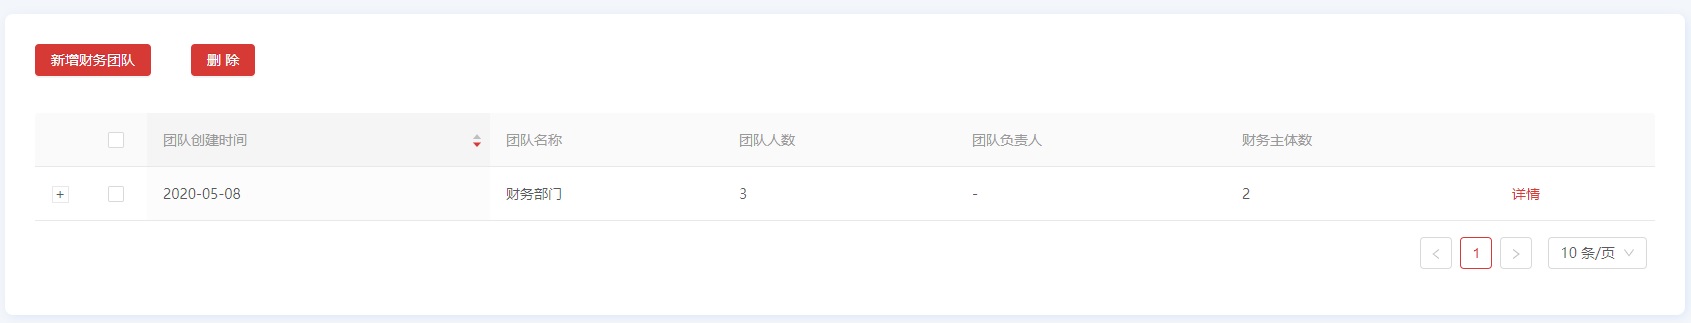 新增财务团队 删 除
团队创建时间 团队名称 团队人数 团队负责人 财务主体数
+ 2020-05-08 财务部门 3 - 2 详情
< 1 > 10 条/页